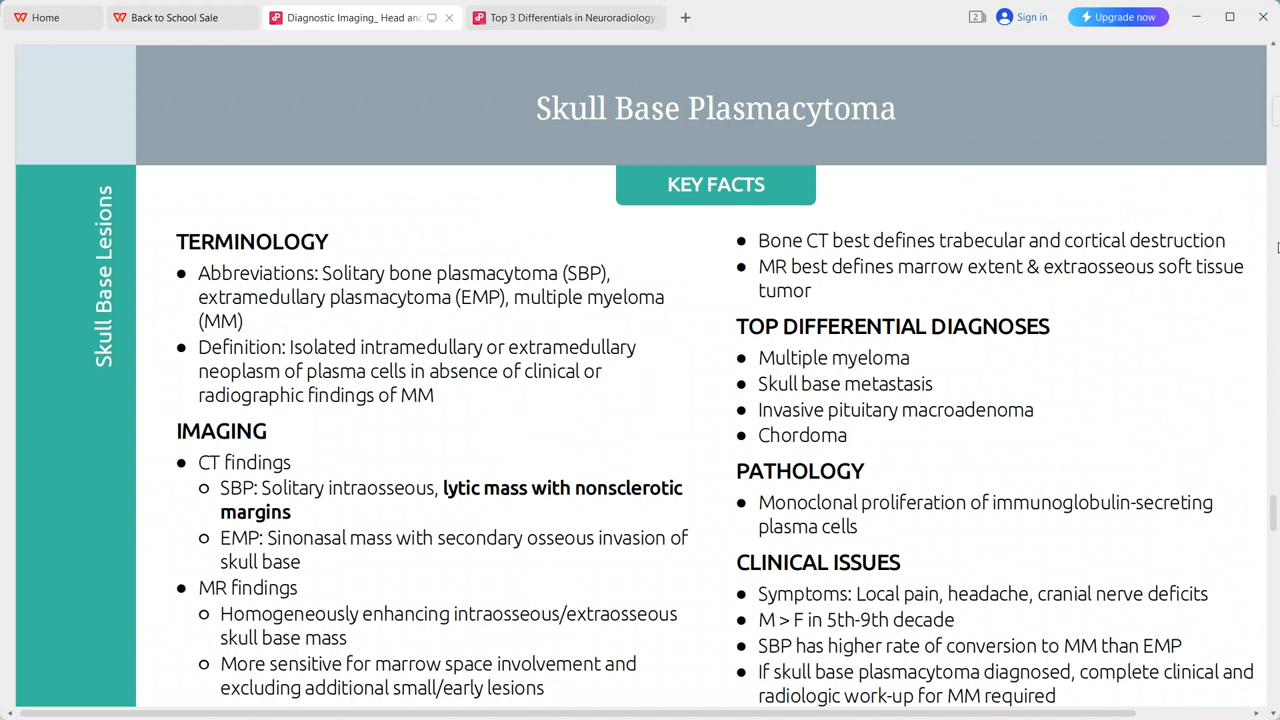 Home
Back to School Sale
Diagnostic Imaging_ Head and
Top 3 Differentials in Neuroradiology
2
Sign in
Upgrade now
Skull Base Plasmacytoma
KEY FACTS
Skull Base Lesions
TERMINOLOGY
● Abbreviations: Solitary bone plasmacytoma (SBP),
extramedullary plasmacytoma (EMP), multiple myeloma
(MM)
● Definition: Isolated intramedullary or extramedullary
neoplasm of plasma cells in absence of clinical or
radiographic findings of MM
IMAGING
● CT findings
○ SBP: Solitary intraosseous, lytic mass with nonsclerotic
margins
○ EMP: Sinonasal mass with secondary osseous invasion of
skull base
● MR findings
○ Homogeneously enhancing intraosseous/extraosseous
skull base mass
○ More sensitive for marrow space involvement and
excluding additional small/early lesions
● Bone CT best defines trabecular and cortical destruction
● MR best defines marrow extent & extraosseous soft tissue
tumor
TOP DIFFERENTIAL DIAGNOSES
● Multiple myeloma
● Skull base metastasis
● Invasive pituitary macroadenoma
● Chordoma
PATHOLOGY
● Monoclonal proliferation of immunoglobulin-secreting
plasma cells
CLINICAL ISSUES
● Symptoms: Local pain, headache, cranial nerve deficits
● M > F in 5th-9th decade
● SBP has higher rate of conversion to MM than EMP
● If skull base plasmacytoma diagnosed, complete clinical and
radiologic work-up for MM required